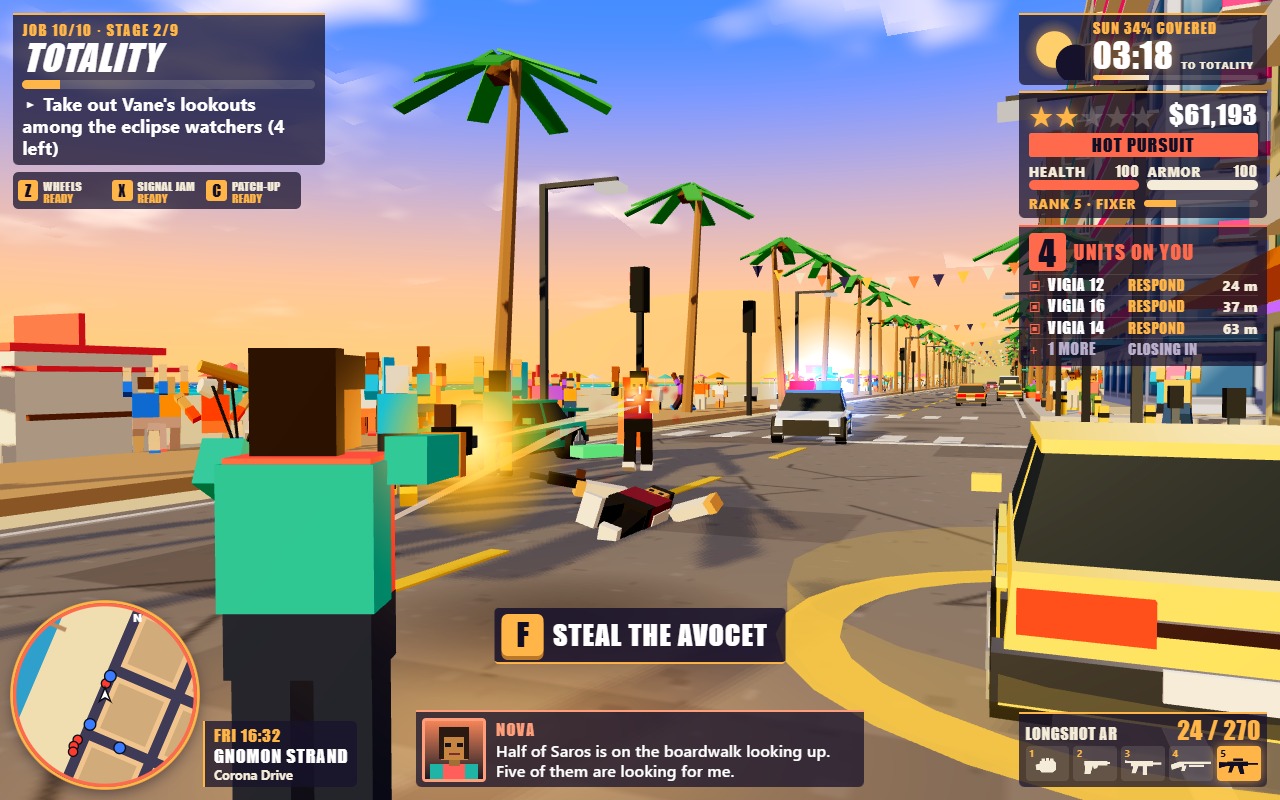 JOB 10/10 · STAGE 2/9
TOTALITY
► Take out Vane's lookouts
among the eclipse watchers (4
left)
Z WHEELS READY
X SIGNAL JAM READY
C PATCH-UP READY
SUN 34% COVERED
03:18 TO TOTALITY
$61,193
HOT PURSUIT
HEALTH 100 ARMOR 100
RANK 5 · FIXER
4 UNITS ON YOU
VIGIA 12 RESPOND 24 m
VIGIA 16 RESPOND 37 m
VIGIA 14 RESPOND 63 m
+ 1 MORE CLOSING IN
F STEAL THE AVOCET
N
FRI 16:32
GNOMON STRAND
Corona Drive
NOVA
Half of Saros is on the boardwalk looking up.
Five of them are looking for me.
LONGSHOT AR 24 / 270
1 2 3 4 5